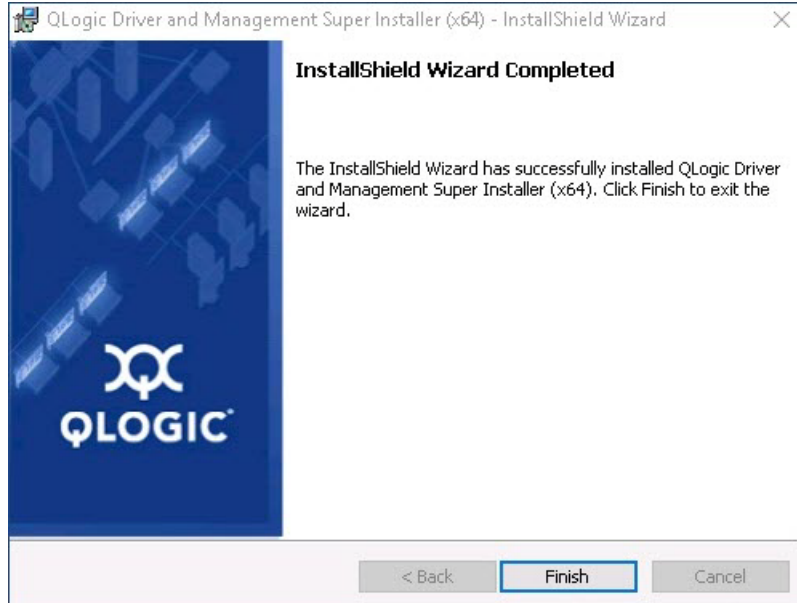 QLogic Driver and Management Super Installer (x64) - InstallShield Wizard
InstallShield Wizard Completed
The InstallShield Wizard has successfully installed QLogic Driver
and Management Super Installer (x64). Click Finish to exit the
wizard.
QLOGIC
< Back
Finish
Cancel